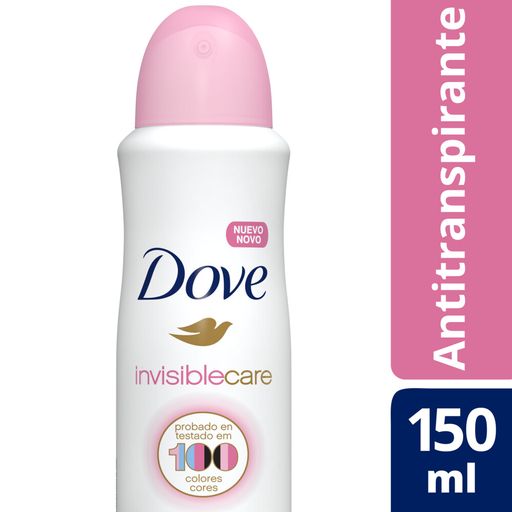 NUEVO
NOVO
Dove
invisiblecare
probado en
testado em
100
colores
cores
Antitranspirante
150
ml